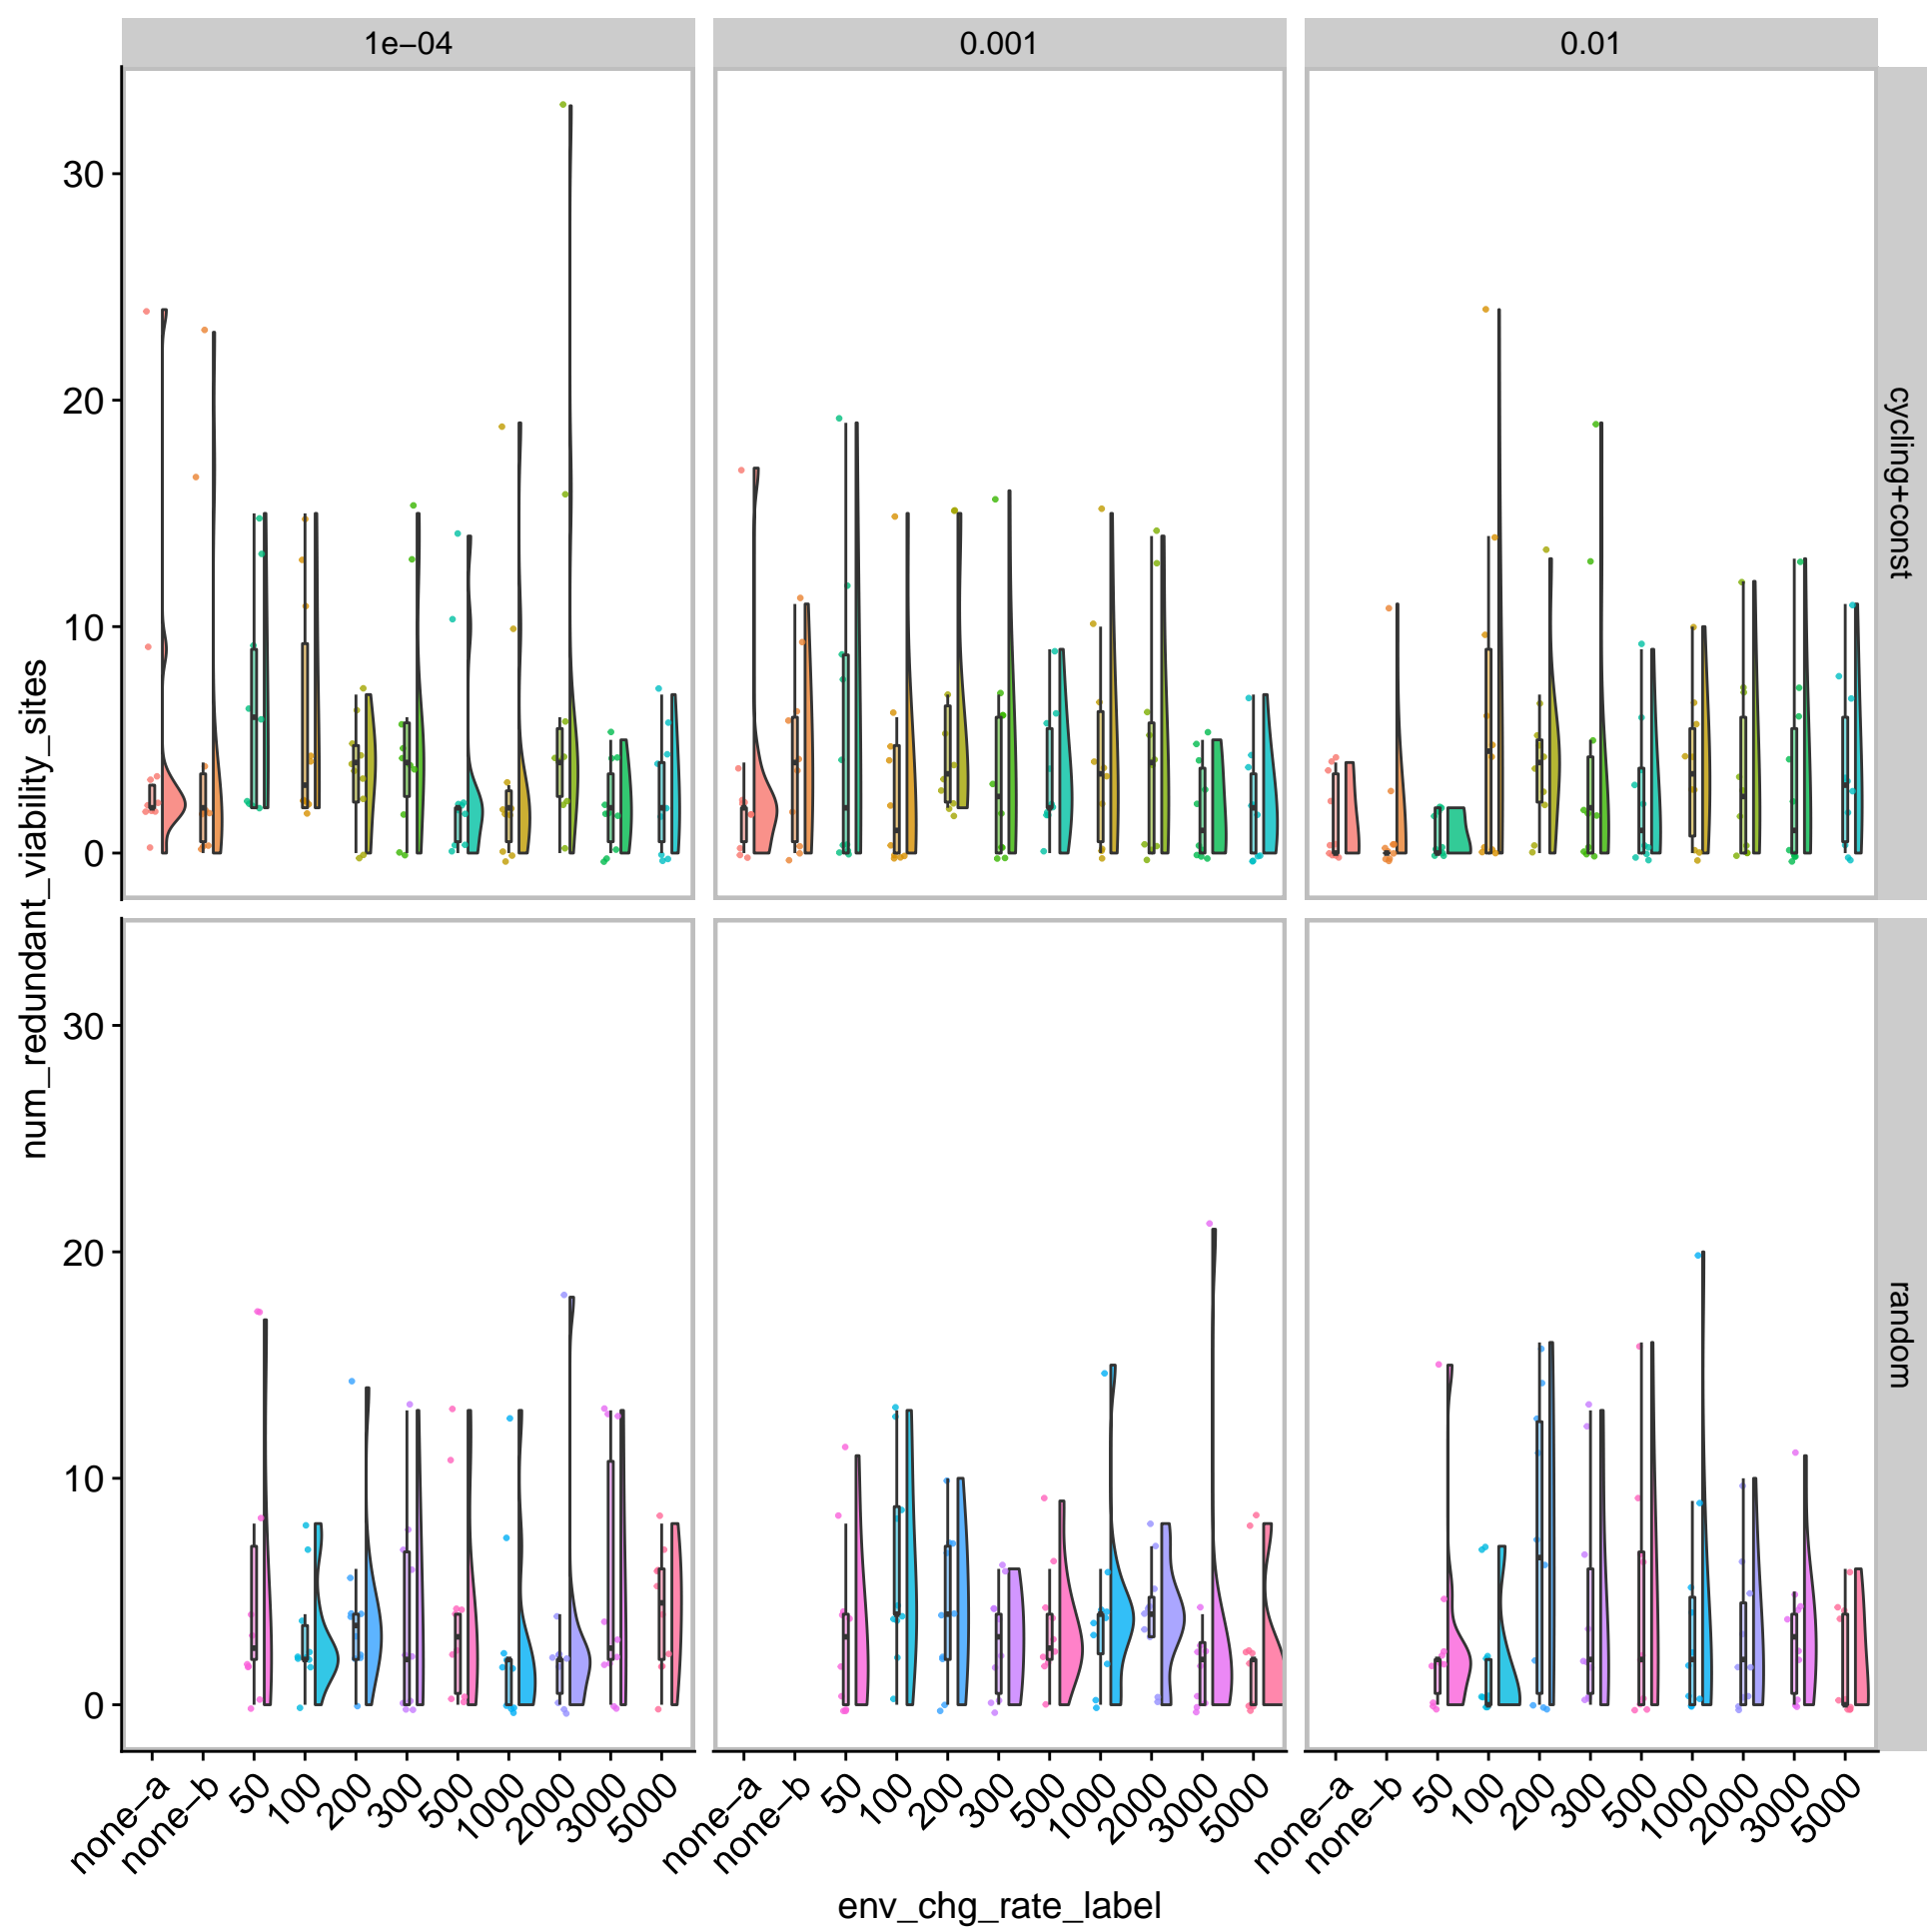 1e−04 0.001 0.01
num_redundant_viability_sites
30
20
10
0
cycling+const
30
20
10
0
random
none−a none−b 50 100 200 300 500 1000 2000 3000 5000 none−a none−b 50 100 200 300 500 1000 2000 3000 5000 none−a none−b 50 100 200 300 500 1000 2000 3000 5000
env_chg_rate_label